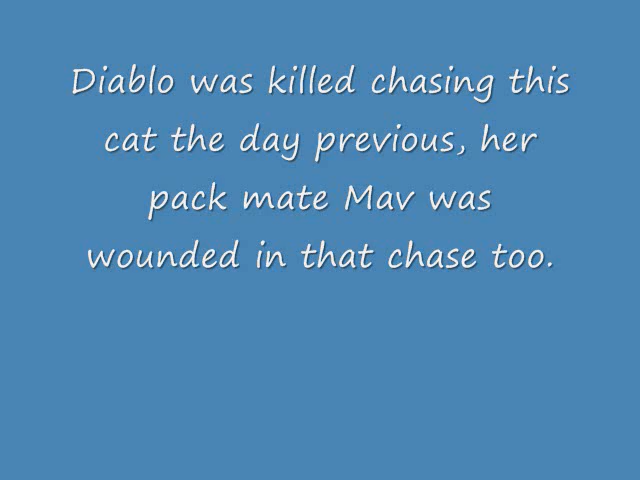 Diablo was killed chasing this
cat the day previous, her
pack mate Mav was
wounded in that chase too.